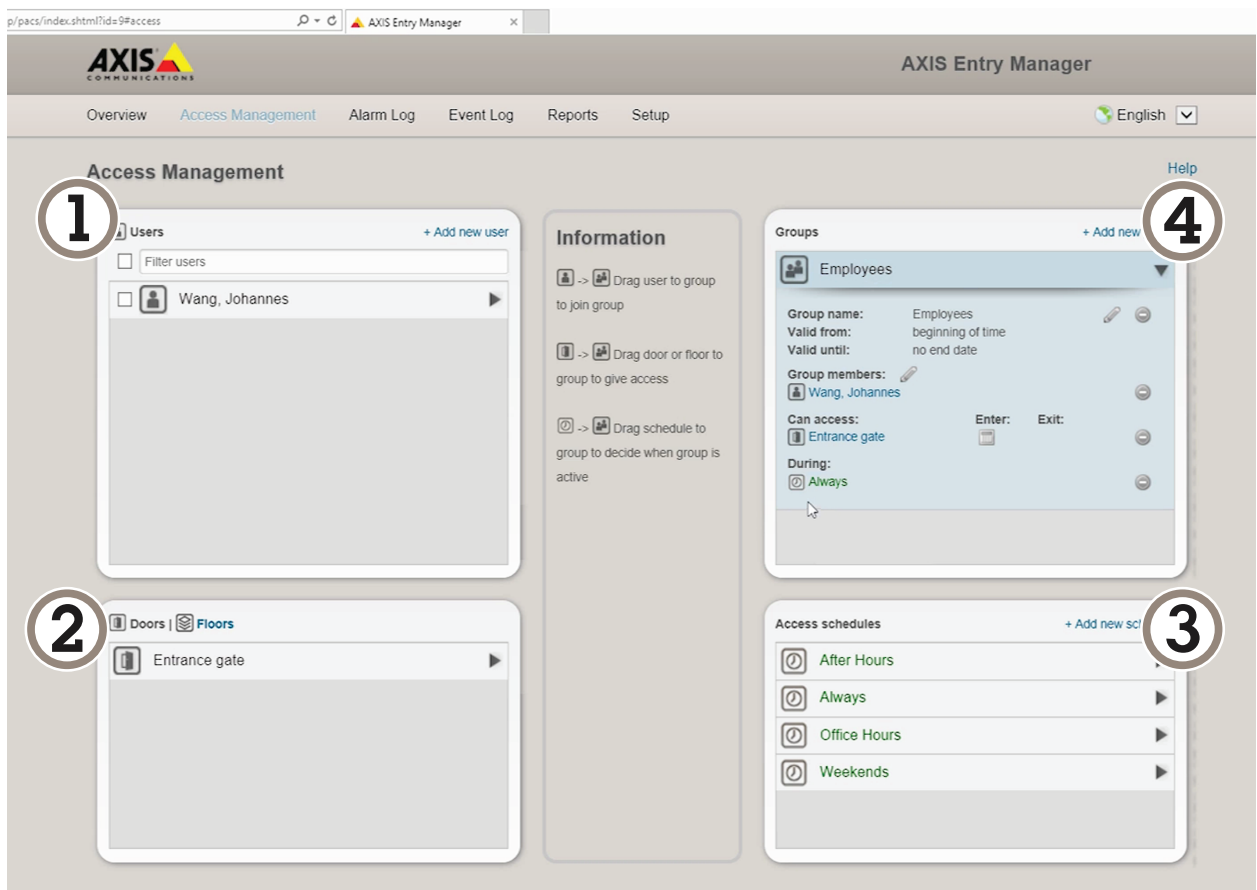 p/pacs/index.shtml?id=9#access
AXIS Entry Manager
AXIS
COMMUNICATIONS
AXIS Entry Manager
Overview Access Management Alarm Log Event Log Reports Setup English
Access Management
Help
1
Users + Add new user
Filter users
Wang, Johannes
Information
-> Drag user to group
to join group
-> Drag door or floor to
group to give access
-> Drag schedule to
group to decide when group is
active
4
Groups + Add new
Employees
Group name: Employees
Valid from: beginning of time
Valid until: no end date
Group members:
Wang, Johannes
Can access: Enter: Exit:
Entrance gate
During:
Always
2
Doors | Floors
Entrance gate
3
Access schedules + Add new
After Hours
Always
Office Hours
Weekends